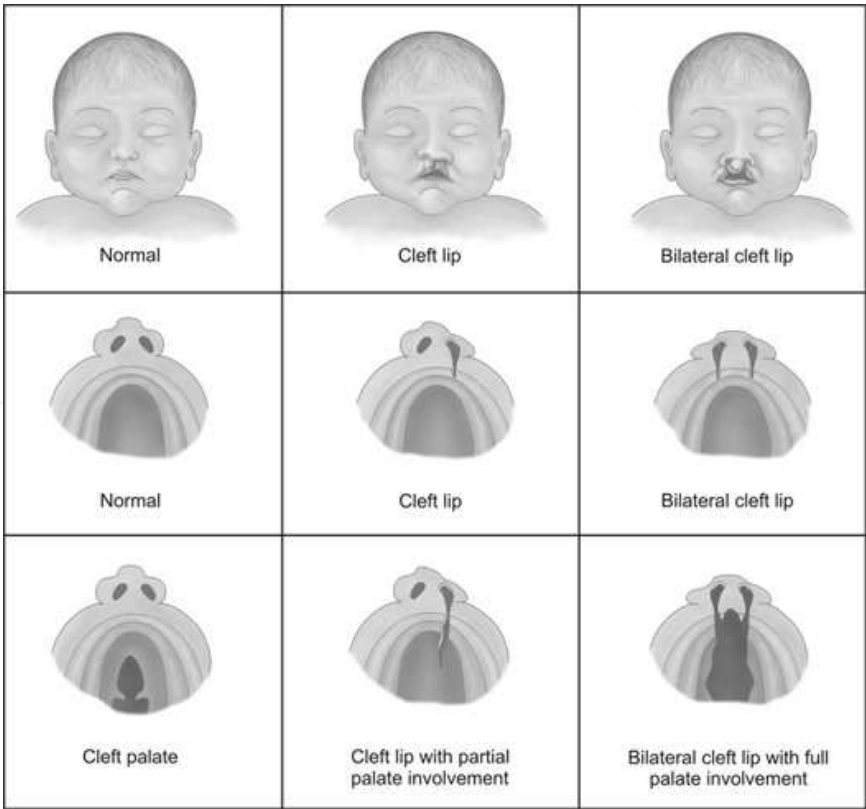 Normal
Cleft lip
Bilateral cleft lip
Normal
Cleft lip
Bilateral cleft lip
Cleft palate
Cleft lip with partial
palate involvement
Bilateral cleft lip with full
palate involvement